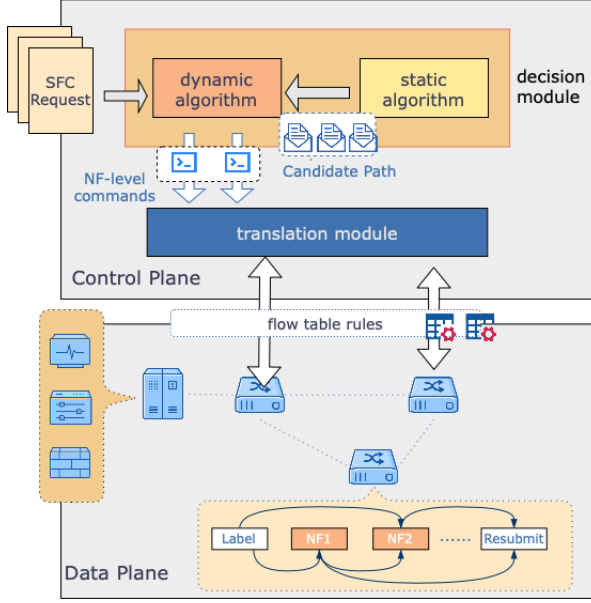 SFC
Request
dynamic
algorithm
static
algorithm
decision
module
NF-level
commands
Candidate Path
translation module
Control Plane
flow table rules
Label
NF1
NF2
......
Resubmit
Data Plane